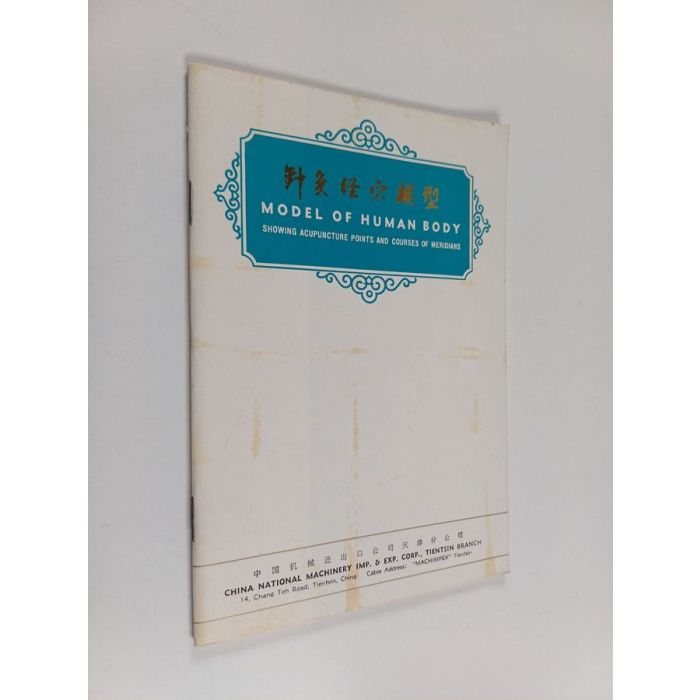 針灸经穴模型
MODEL OF HUMAN BODY
SHOWING ACUPUNCTURE POINTS AND COURSES OF MERIDIANS
中国机械进出口公司天津分公司
CHINA NATIONAL MACHINERY IMP. & EXP. CORP., TIENTSIN BRANCH
14, Chang Teh Road, Tientsin, China Cable Address: "MACHIMPEX" Tientsin